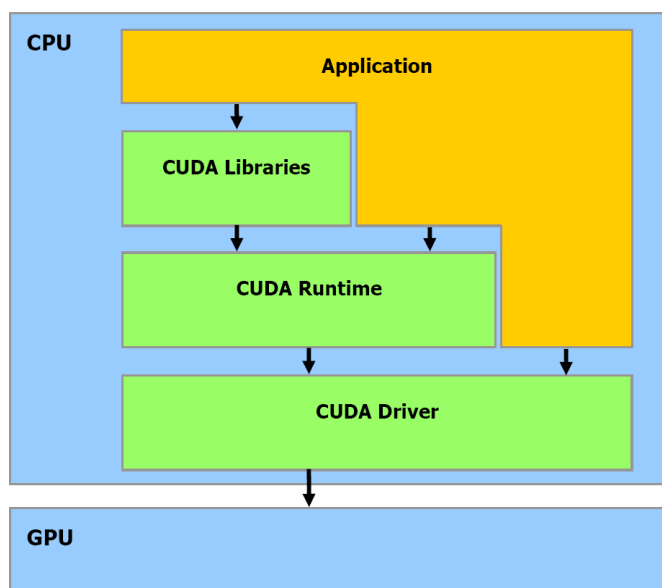 CPU
Application
CUDA Libraries
CUDA Runtime
CUDA Driver
GPU